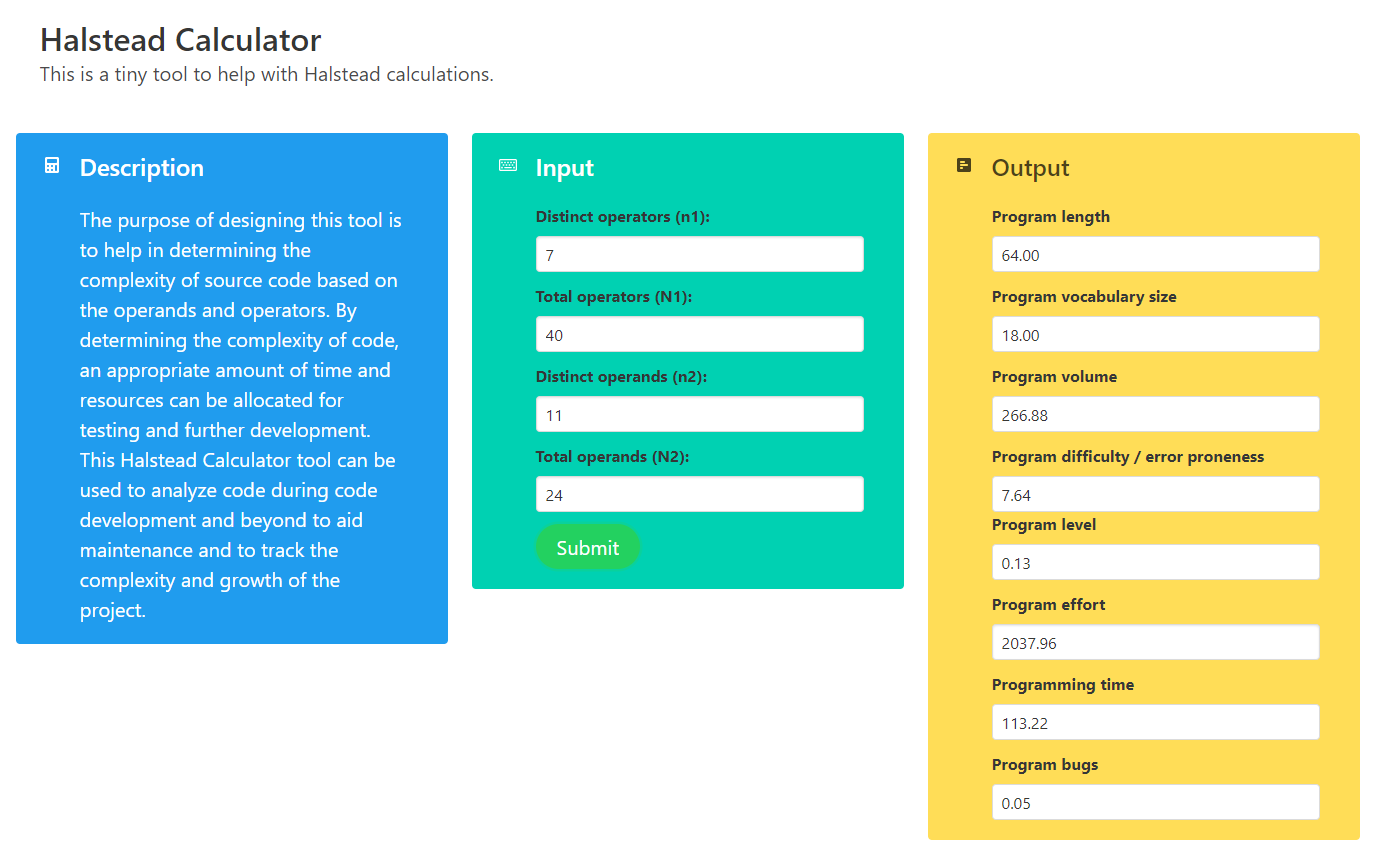 Halstead Calculator
This is a tiny tool to help with Halstead calculations.
Description
The purpose of designing this tool is
to help in determining the
complexity of source code based on
the operands and operators. By
determining the complexity of code,
an appropriate amount of time and
resources can be allocated for
testing and further development.
This Halstead Calculator tool can be
used to analyze code during code
development and beyond to aid
maintenance and to track the
complexity and growth of the
project.
Input
Distinct operators (n1):
7
Total operators (N1):
40
Distinct operands (n2):
11
Total operands (N2):
24
Submit
Output
Program length
64.00
Program vocabulary size
18.00
Program volume
266.88
Program difficulty / error proneness
7.64
Program level
0.13
Program effort
2037.96
Programming time
113.22
Program bugs
0.05